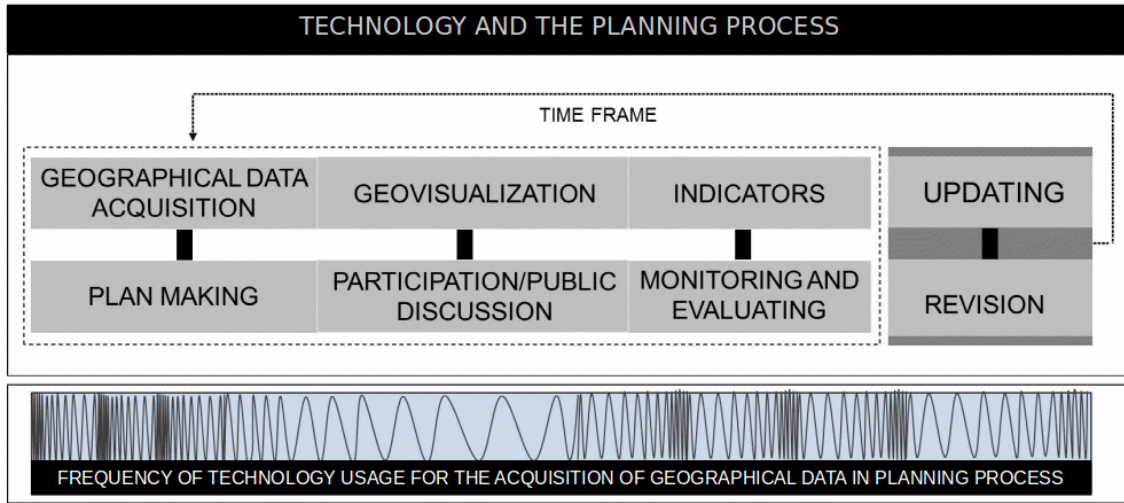 TECHNOLOGY AND THE PLANNING PROCESS
TIME FRAME
GEOGRAPHICAL DATA
ACQUISITION
GEOVISUALIZATION
INDICATORS
UPDATING
PLAN MAKING
PARTICIPATION/PUBLIC
DISCUSSION
MONITORING AND
EVALUATING
REVISION
FREQUENCY OF TECHNOLOGY USAGE FOR THE ACQUISITION OF GEOGRAPHICAL DATA IN PLANNING PROCESS